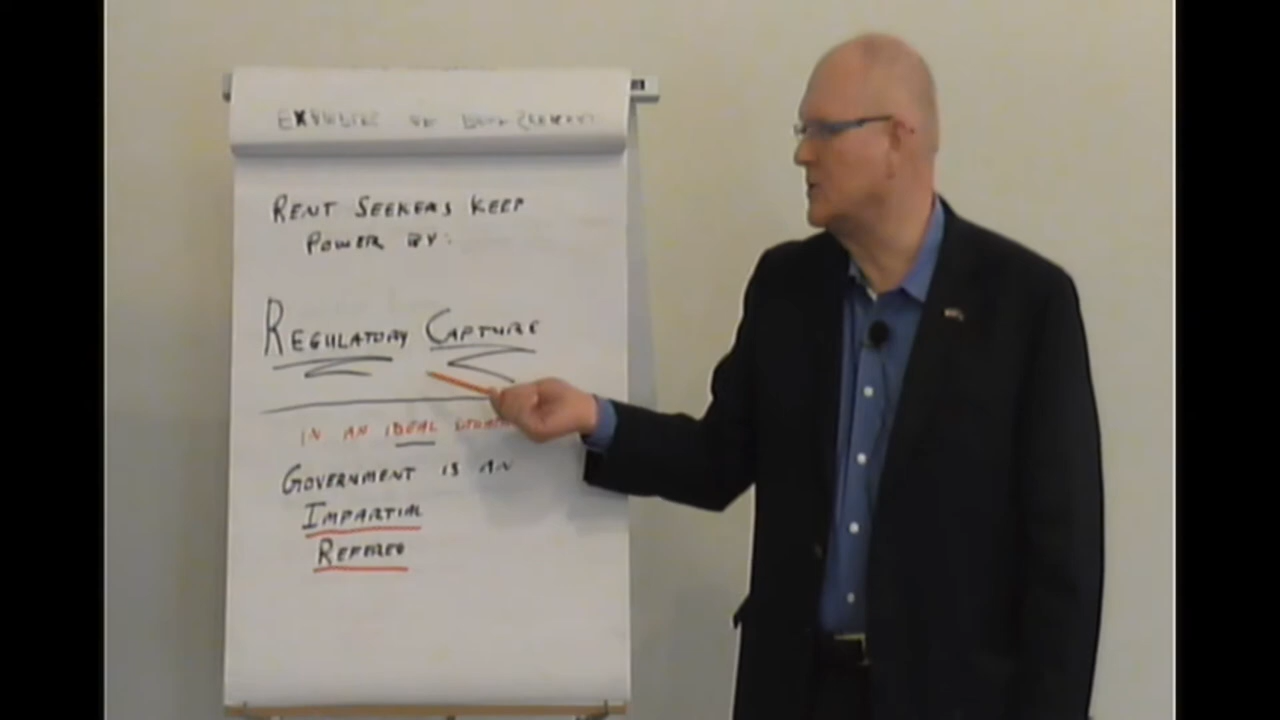 RENT SEEKERS KEEP
POWER BY:
REGULATORY CAPTURE
IN AN IDEAL
GOVERNMENT IS AN
IMPARTIAL
REFEREE